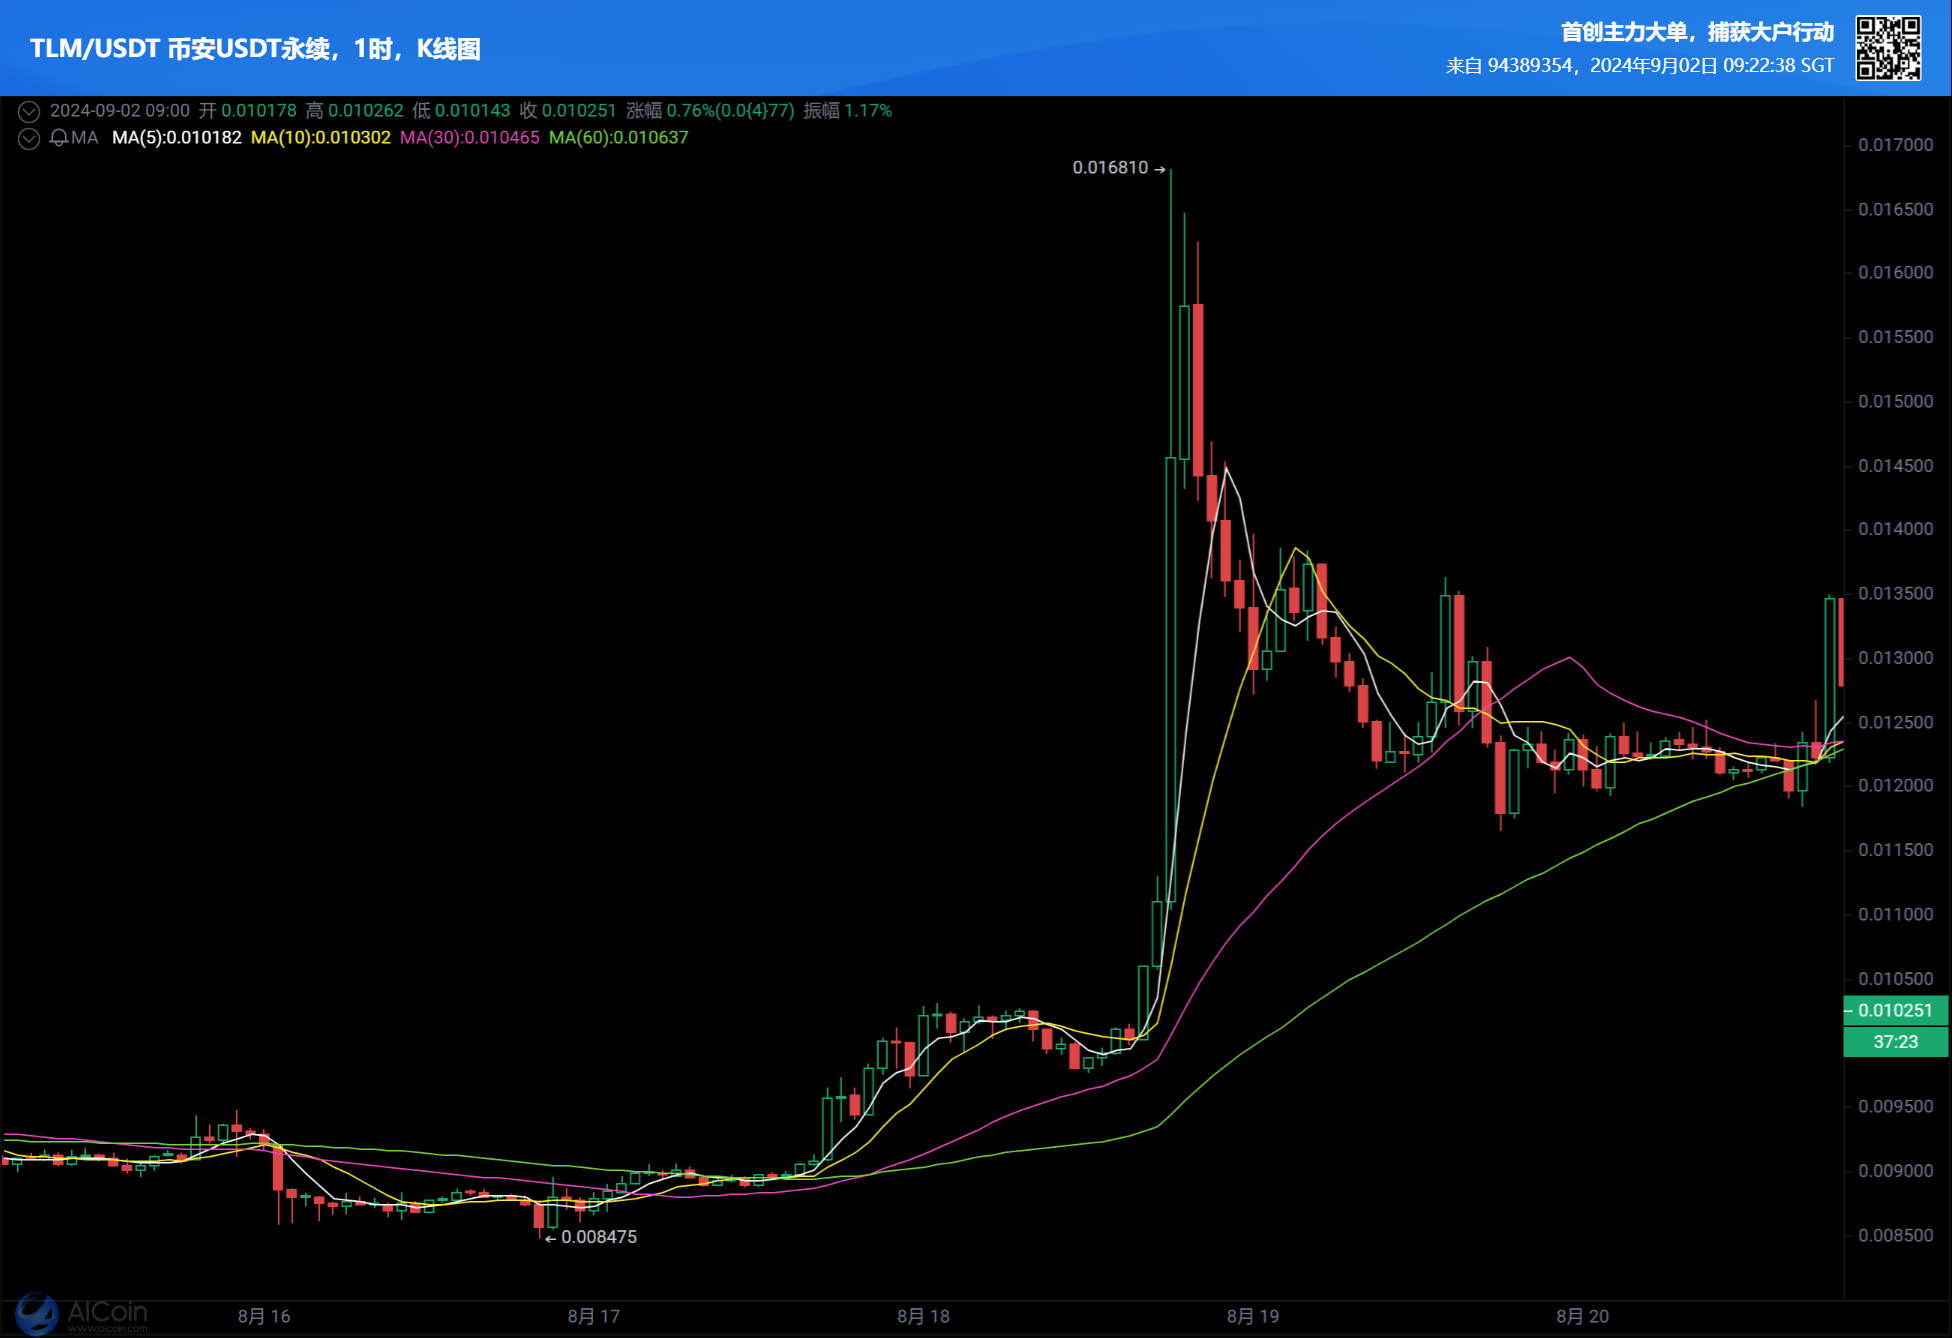 TLM/USDT 币安USDT永续，1时，K线图
首创主力大单，捕获大户行动
来自 94389354，2024年9月02日 09:22:38 SGT
2024-09-02 09:00 开 0.010178 高 0.010262 低 0.010143 收 0.010251 涨幅 0.76%(0.0{4}77) 振幅 1.17%
MA MA(5):0.010182 MA(10):0.010302 MA(30):0.010465 MA(60):0.010637
0.017000
0.016810
0.016500
0.016000
0.015500
0.015000
0.014500
0.014000
0.013500
0.013000
0.012500
0.012000
0.011500
0.011000
0.010500
0.010251
37:23
0.009500
0.009000
0.008500
0.008475
AICoin
www.aicoin.com
8月 16
8月 17
8月 18
8月 19
8月 20